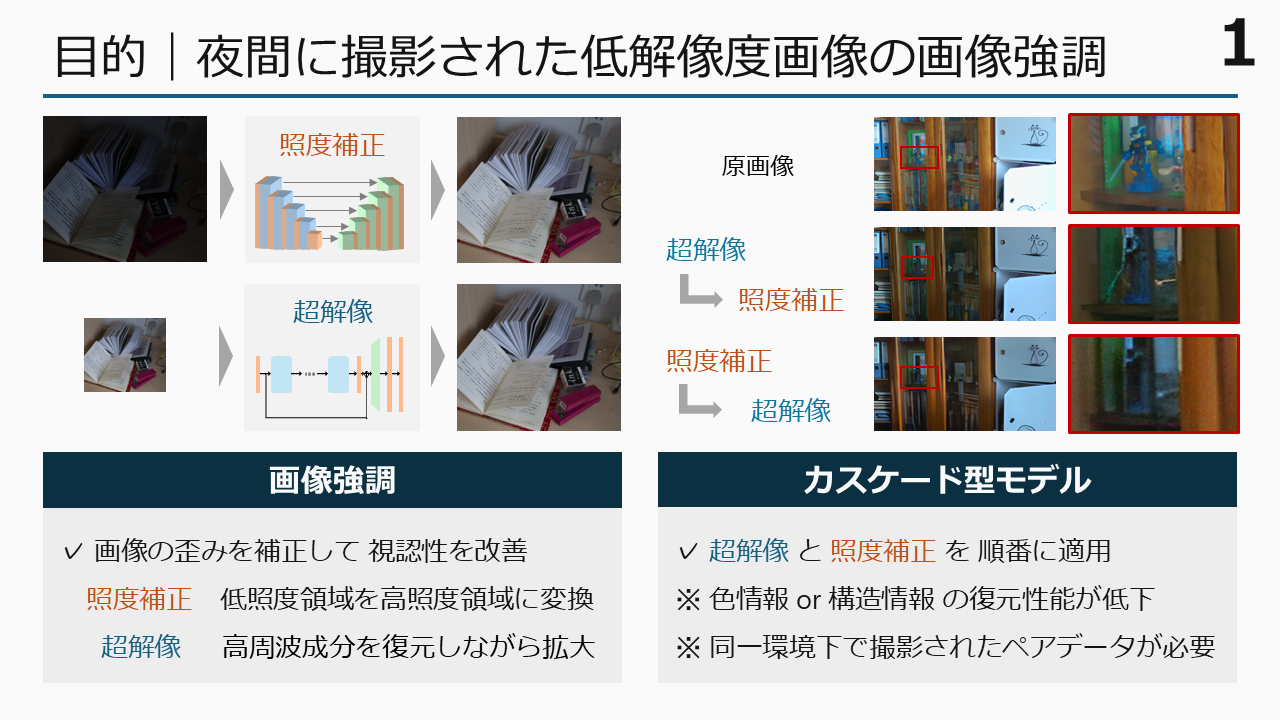 目的｜夜間に撮影された低解像度画像の画像強調
1
照度補正
超解像
原画像
超解像
照度補正
照度補正
超解像
画像強調
✓ 画像の歪みを補正して 視認性を改善
照度補正 低照度領域を高照度領域に変換
超解像 高周波成分を復元しながら拡大
カスケード型モデル
✓ 超解像 と 照度補正 を 順番に適用
※ 色情報 or 構造情報 の復元性能が低下
※ 同一環境下で撮影されたペアデータが必要